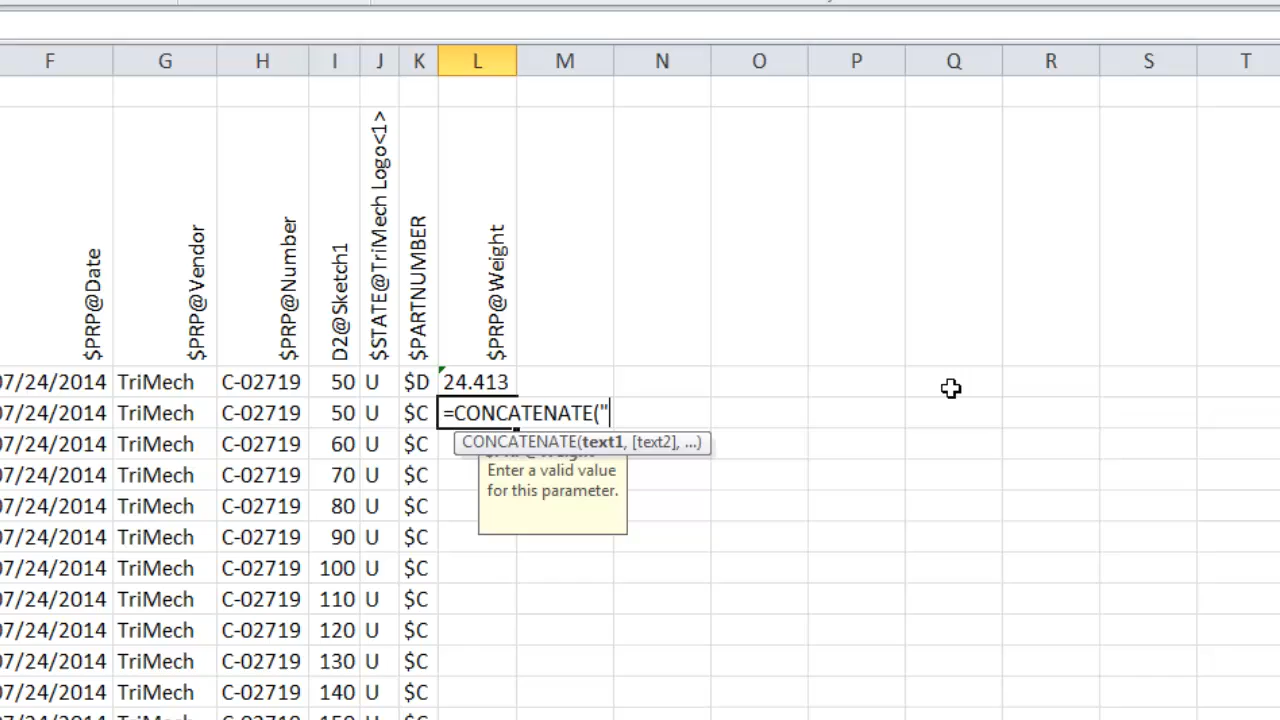 F G H I J K L M N O P Q R S T
$PRP@Date $PRP@Vendor $PRP@Number D2@Sketch1 $STATE@TriMech Logo<1> $PARTNUMBER $PRP@Weight
07/24/2014 TriMech C-02719 50 U $D 24.413
07/24/2014 TriMech C-02719 50 U $C =CONCATENATE("
07/24/2014 TriMech C-02719 60 U $C CONCATENATE(text1, [text2], ...)
07/24/2014 TriMech C-02719 70 U $C Enter a valid value
for this parameter.
07/24/2014 TriMech C-02719 80 U $C
07/24/2014 TriMech C-02719 90 U $C
07/24/2014 TriMech C-02719 100 U $C
07/24/2014 TriMech C-02719 110 U $C
07/24/2014 TriMech C-02719 120 U $C
07/24/2014 TriMech C-02719 130 U $C
07/24/2014 TriMech C-02719 140 U $C